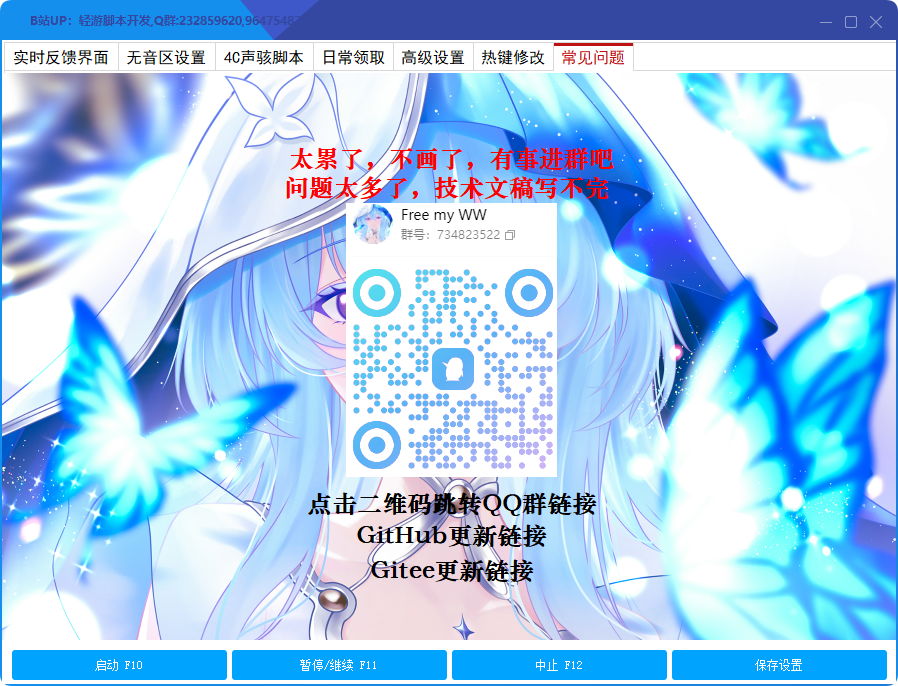 B站UP：轻游脚本开发,Q群:232859620,9647548
实时反馈界面 无音区设置 4C声骇脚本 日常领取 高级设置 热键修改 常见问题
太累了，不画了，有事进群吧
问题太多了，技术文稿写不完
Free my WW
群号：734823522
点击二维码跳转QQ群链接
GitHub更新链接
Gitee更新链接
启动 F10 暂停/继续 F11 中止 F12 保存设置